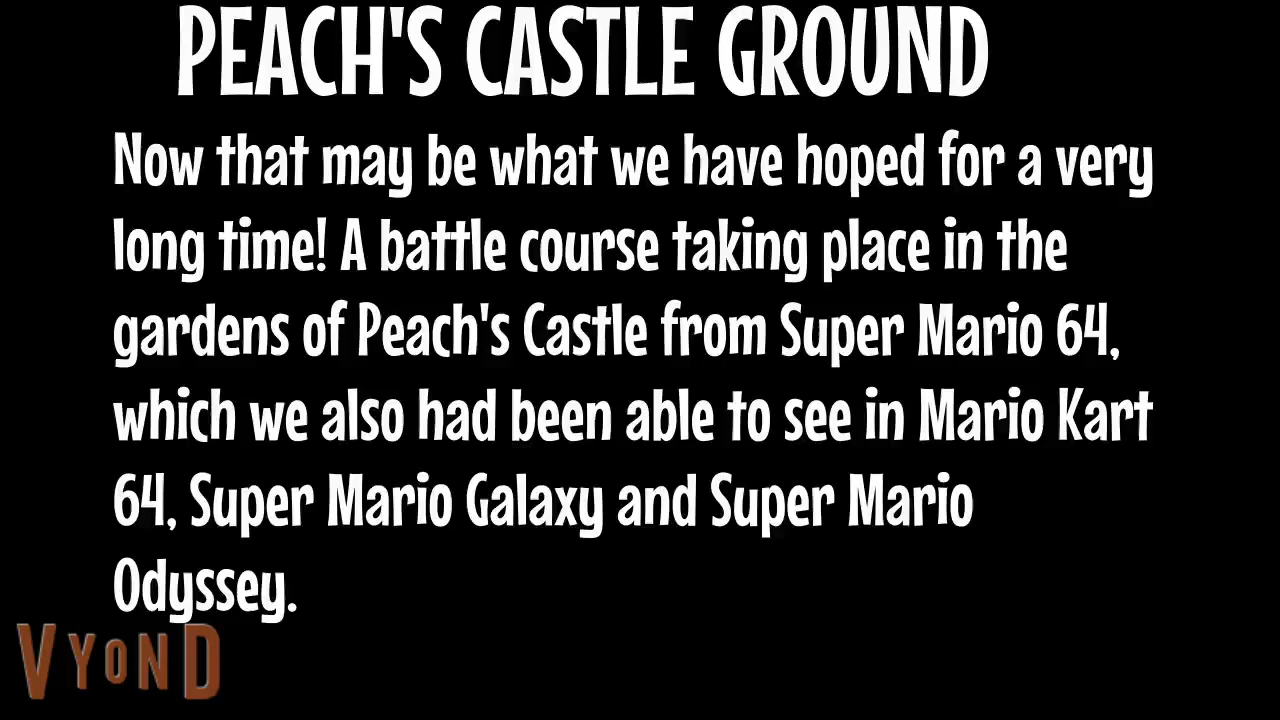 PEACH'S CASTLE GROUND
Now that may be what we have hoped for a very
long time! A battle course taking place in the
gardens of Peach's Castle from Super Mario 64,
which we also had been able to see in Mario Kart
64, Super Mario Galaxy and Super Mario
Odyssey.
VYOND